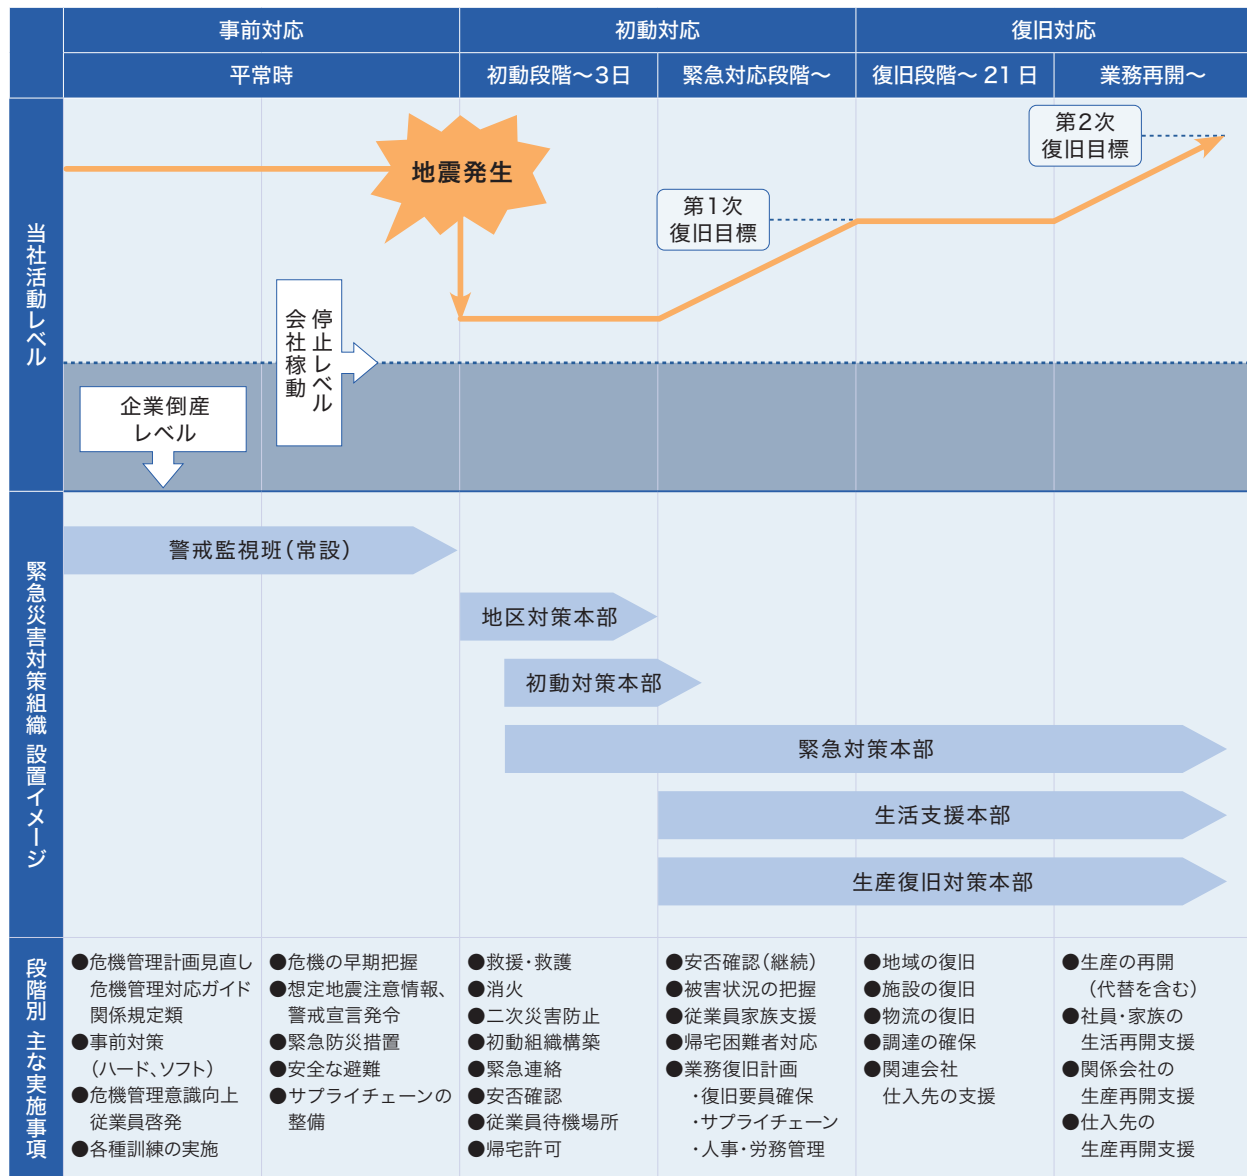 事前対応
初動対応
復旧対応
平常時
初動段階～3日
緊急対応段階～
復旧段階～21日
業務再開～
当社活動レベル
地震発生
第1次
復旧目標
第2次
復旧目標
会社稼動
停止レベル
企業倒産
レベル
緊急災害対策組織 設置イメージ
警戒監視班（常設）
地区対策本部
初動対策本部
緊急対策本部
生活支援本部
生産復旧対策本部
段階別 主な実施事項
●危機管理計画見直し
危機管理対応ガイド
関係規定類
●事前対策
（ハード、ソフト）
●危機管理意識向上
従業員啓発
●各種訓練の実施
●危機の早期把握
●想定地震注意情報、
警戒宣言発令
●緊急防災措置
●安全な避難
●サプライチェーンの
整備
●救援・救護
●消火
●二次災害防止
●初動組織構築
●緊急連絡
●安否確認
●従業員待機場所
●帰宅許可
●安否確認（継続）
●被害状況の把握
●従業員家族支援
●帰宅困難者対応
●業務復旧計画
・復旧要員確保
・サプライチェーン
・人事・労務管理
●地域の復旧
●施設の復旧
●物流の復旧
●調達の確保
●関連会社
仕入先の支援
●生産の再開
（代替を含む）
●社員・家族の
生活再開支援
●関係会社の
生産再開支援
●仕入先の
生産再開支援